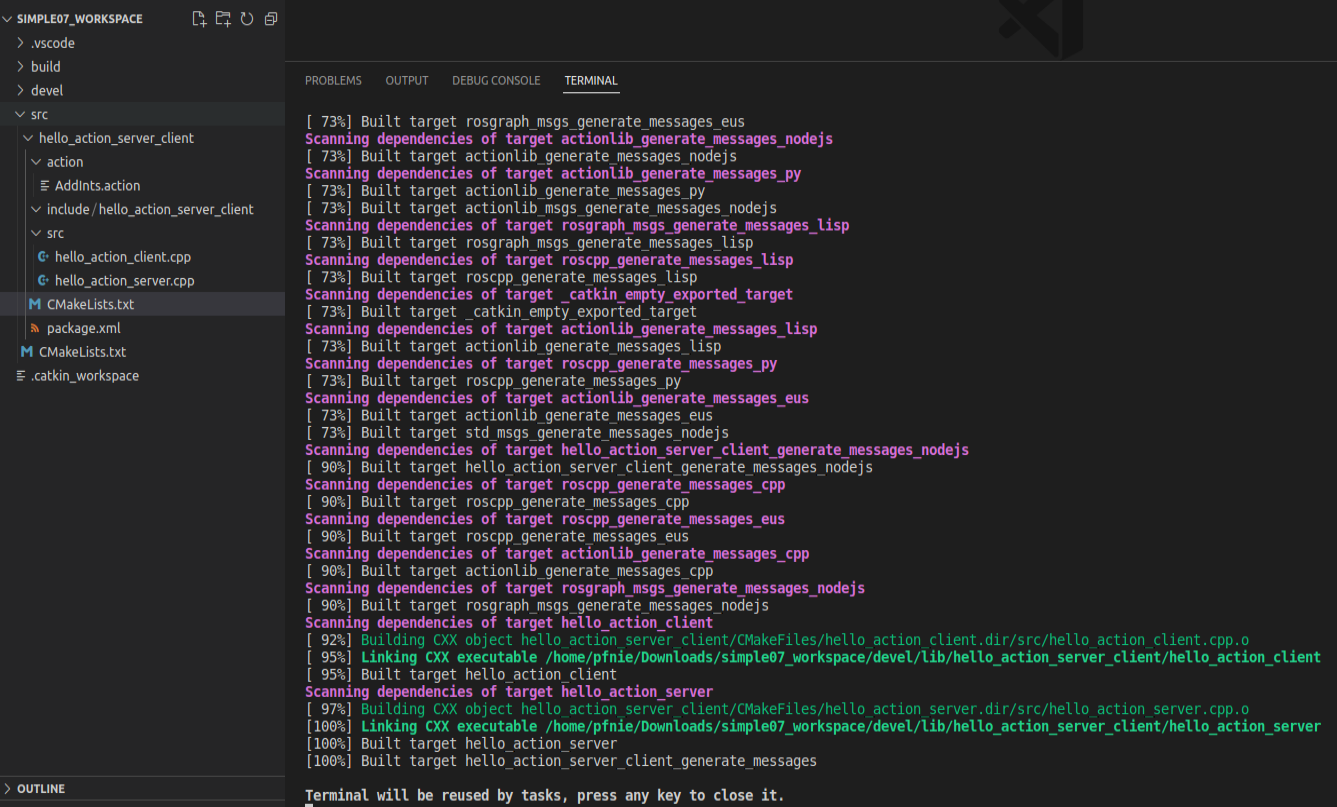 SIMPLE07_WORKSPACE
.vscode
build
devel
src
hello_action_server_client
action
AddInts.action
include/hello_action_server_client
src
hello_action_client.cpp
hello_action_server.cpp
CMakeLists.txt
package.xml
CMakeLists.txt
.catkin_workspace
OUTLINE
PROBLEMS OUTPUT DEBUG CONSOLE TERMINAL
[ 73%] Built target rosgraph_msgs_generate_messages_eus
Scanning dependencies of target actionlib_generate_messages_nodejs
[ 73%] Built target actionlib_generate_messages_nodejs
Scanning dependencies of target actionlib_generate_messages_py
[ 73%] Built target actionlib_generate_messages_py
[ 73%] Built target actionlib_msgs_generate_messages_nodejs
Scanning dependencies of target rosgraph_msgs_generate_messages_lisp
[ 73%] Built target rosgraph_msgs_generate_messages_lisp
Scanning dependencies of target roscpp_generate_messages_lisp
[ 73%] Built target roscpp_generate_messages_lisp
Scanning dependencies of target _catkin_empty_exported_target
[ 73%] Built target _catkin_empty_exported_target
Scanning dependencies of target actionlib_generate_messages_lisp
[ 73%] Built target actionlib_generate_messages_lisp
Scanning dependencies of target roscpp_generate_messages_py
[ 73%] Built target roscpp_generate_messages_py
Scanning dependencies of target actionlib_generate_messages_eus
[ 73%] Built target actionlib_generate_messages_eus
[ 73%] Built target std_msgs_generate_messages_nodejs
Scanning dependencies of target hello_action_server_client_generate_messages_nodejs
[ 90%] Built target hello_action_server_client_generate_messages_nodejs
Scanning dependencies of target roscpp_generate_messages_cpp
[ 90%] Built target roscpp_generate_messages_cpp
Scanning dependencies of target roscpp_generate_messages_eus
[ 90%] Built target roscpp_generate_messages_eus
Scanning dependencies of target actionlib_generate_messages_cpp
[ 90%] Built target actionlib_generate_messages_cpp
Scanning dependencies of target rosgraph_msgs_generate_messages_nodejs
[ 90%] Built target rosgraph_msgs_generate_messages_nodejs
Scanning dependencies of target hello_action_client
[ 92%] Building CXX object hello_action_server_client/CMakeFiles/hello_action_client.dir/src/hello_action_client.cpp.o
[ 95%] Linking CXX executable /home/pfnie/Downloads/simple07_workspace/devel/lib/hello_action_server_client/hello_action_client
[ 95%] Built target hello_action_client
Scanning dependencies of target hello_action_server
[ 97%] Building CXX object hello_action_server_client/CMakeFiles/hello_action_server.dir/src/hello_action_server.cpp.o
[100%] Linking CXX executable /home/pfnie/Downloads/simple07_workspace/devel/lib/hello_action_server_client/hello_action_server
[100%] Built target hello_action_server
[100%] Built target hello_action_server_client_generate_messages
Terminal will be reused by tasks, press any key to close it.